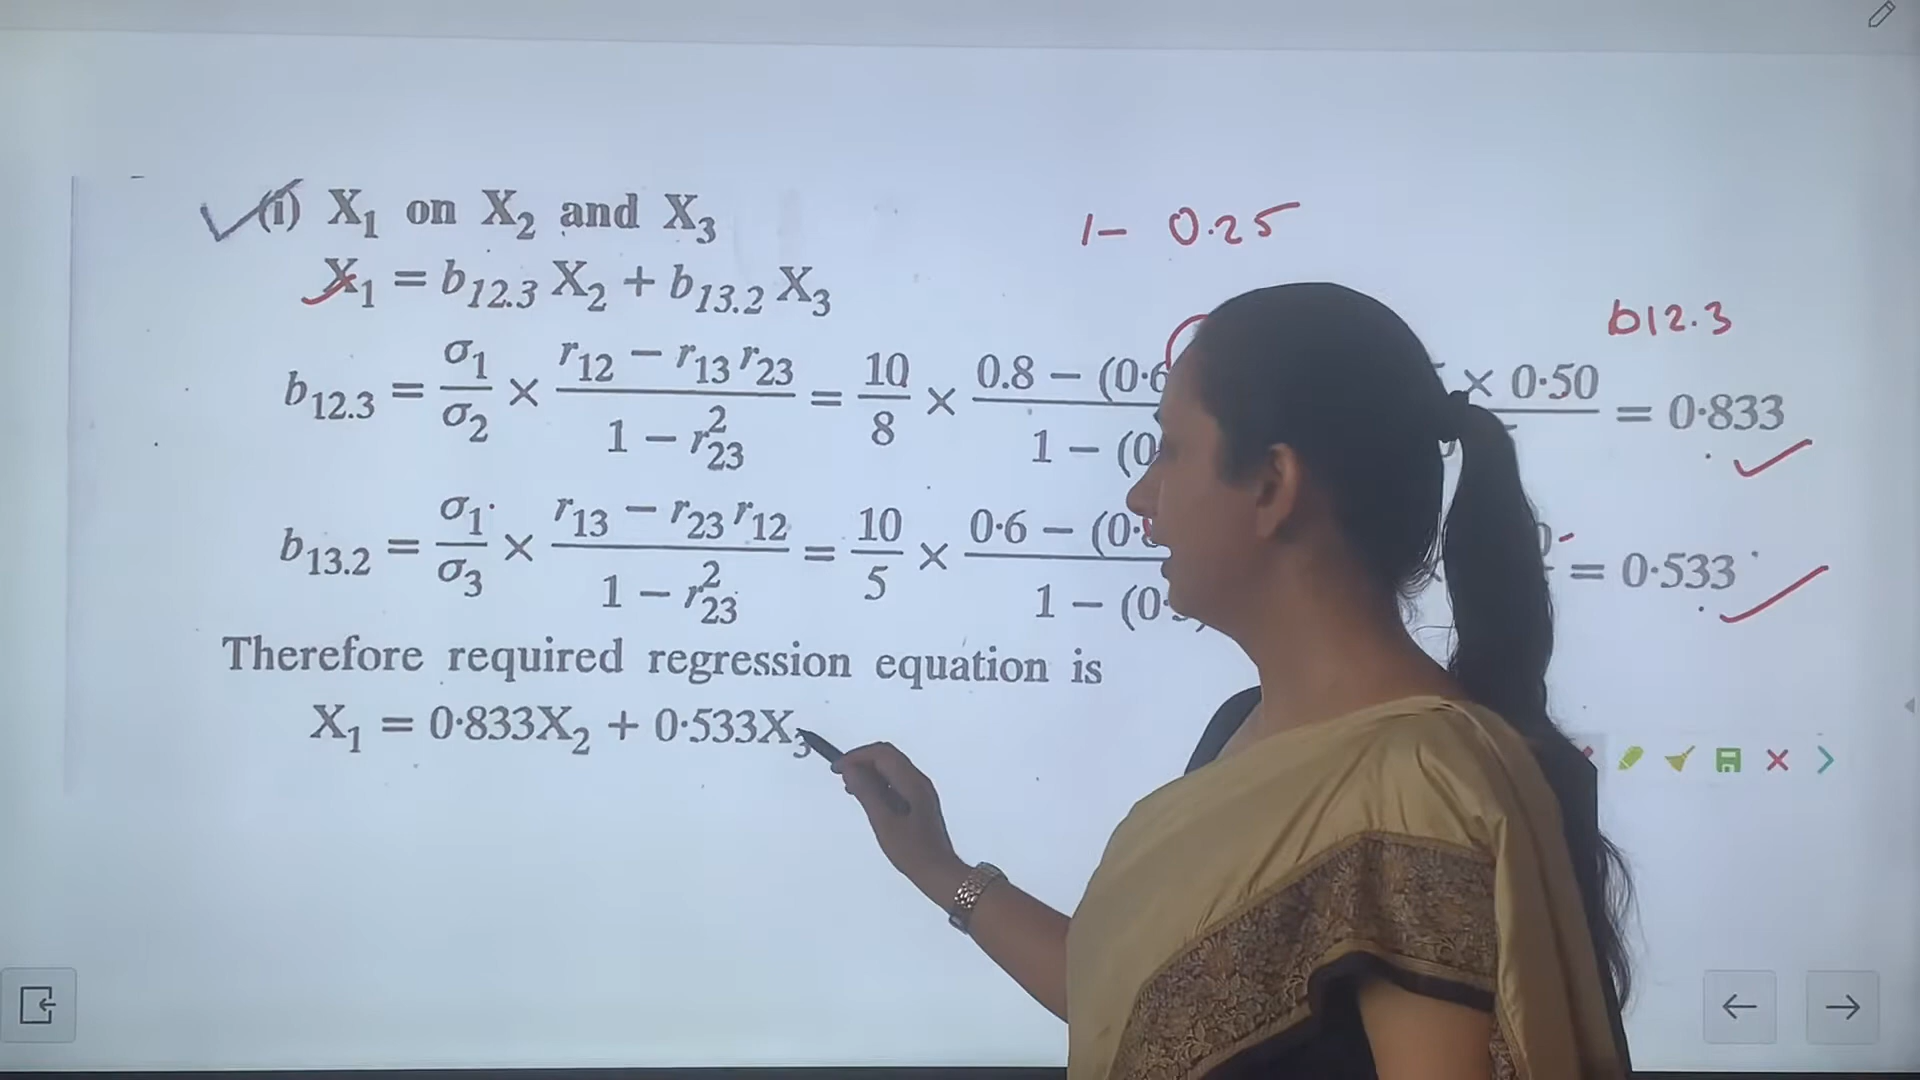 (i) X₁ on X₂ and X₃
1 - 0.25
X₁ = b₁₂.₃ X₂ + b₁₃.₂ X₃
b12.3
b₁₂.₃ = σ₁/σ₂ × (r₁₂ − r₁₃ r₂₃)/(1 − r²₂₃) = 10/8 × 0.8 − (0·6 1 − (0 × 0·50 = 0·833
b₁₃.₂ = σ₁/σ₃ × (r₁₃ − r₂₃ r₁₂)/(1 − r²₂₃) = 10/5 × 0·6 − (0· 1 − (0· = 0·533
Therefore required regression equation is
X₁ = 0·833X₂ + 0·533X₃